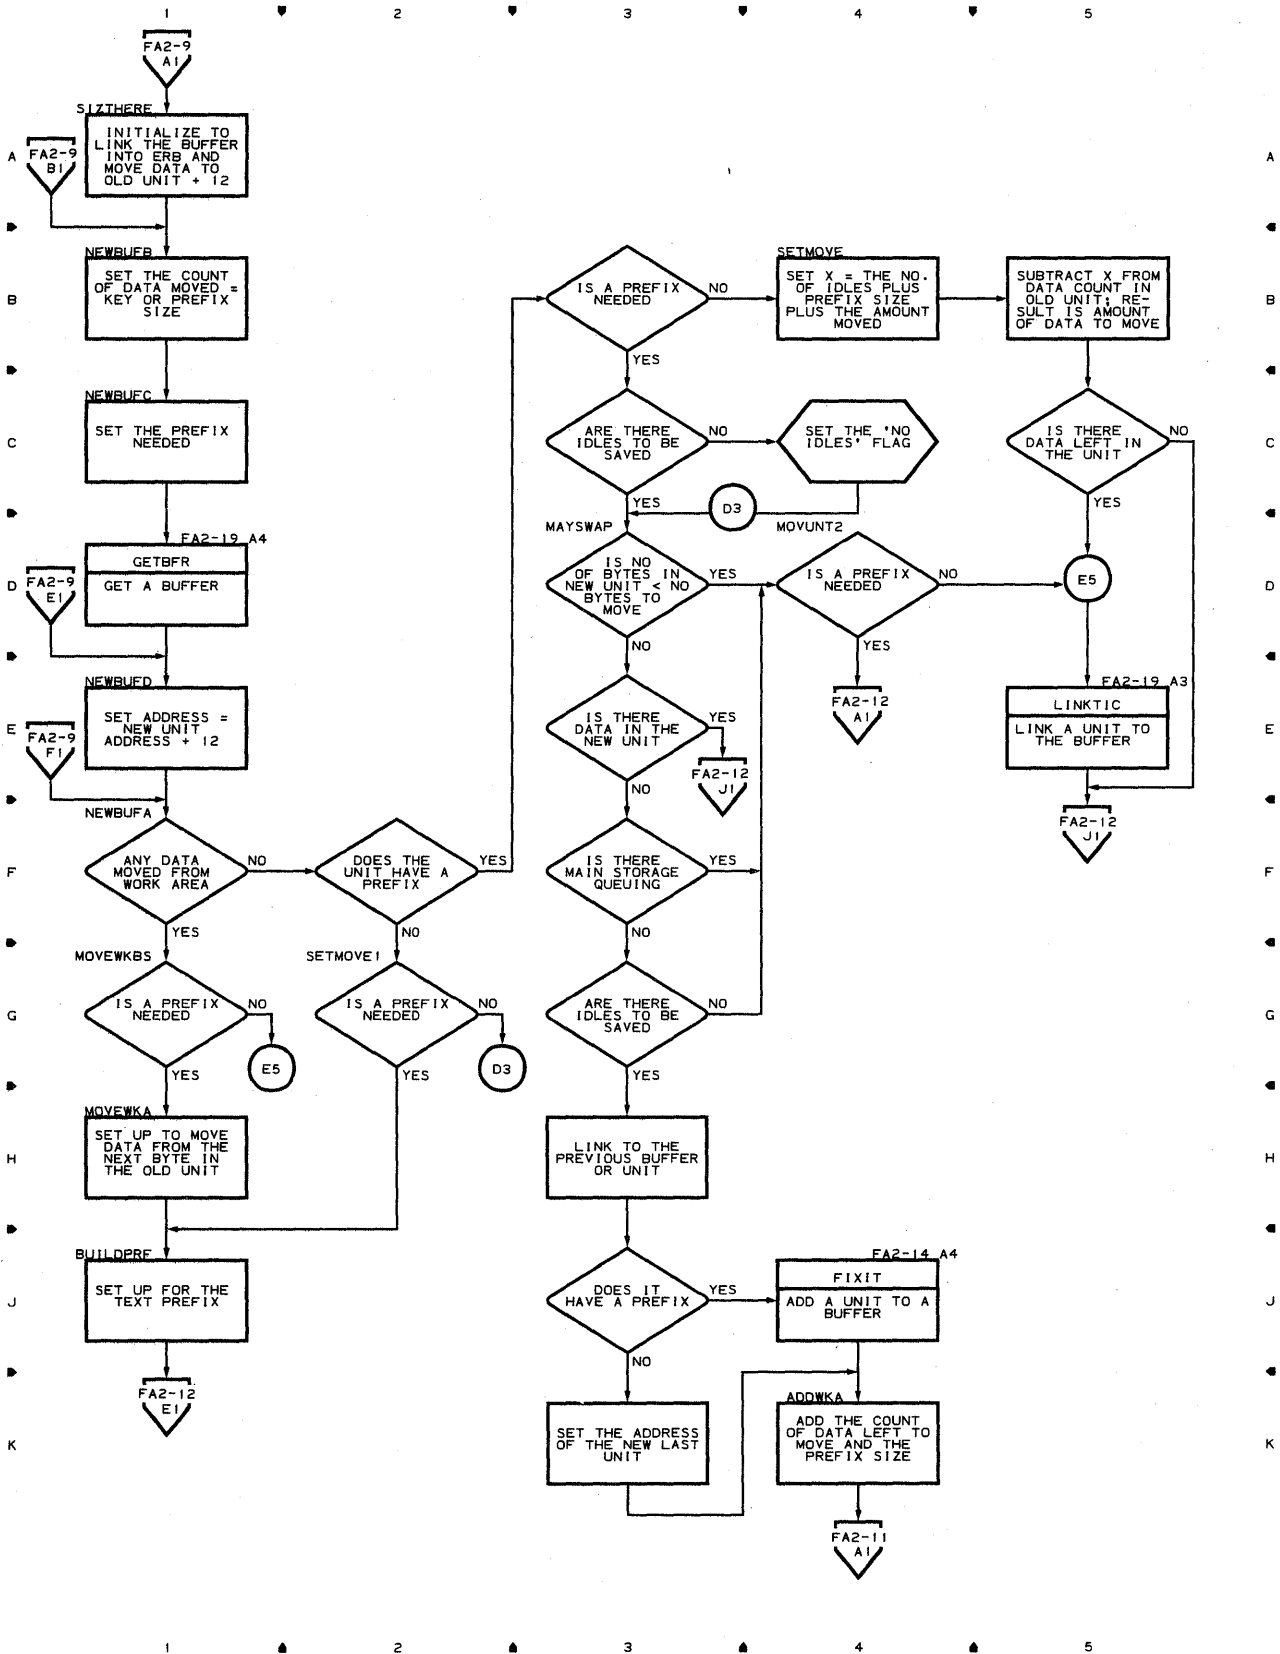 1 2 3 4 5
FA2-9
A1
SIZTHERE
INITIALIZE TO
LINK THE BUFFER
INTO ERB AND
MOVE DATA TO
OLD UNIT + 12
A
FA2-9
B1
A
NEWBUFB
SET THE COUNT
OF DATA MOVED =
KEY OR PREFIX
SIZE
B
IS A PREFIX
NEEDED
NO
YES
SETMOVE
SET X = THE NO.
OF IDLES PLUS
PREFIX SIZE
PLUS THE AMOUNT
MOVED
SUBTRACT X FROM
DATA COUNT IN
OLD UNIT; RE-
SULT IS AMOUNT
OF DATA TO MOVE
B
NEWBUFC
SET THE PREFIX
NEEDED
C
ARE THERE
IDLES TO BE
SAVED
NO
YES
SET THE 'NO
IDLES' FLAG
IS THERE
DATA LEFT IN
THE UNIT
NO
YES
C
D3
FA2-19 A4
GETBFR
GET A BUFFER
D
FA2-9
E1
MAYSWAP
IS NO
OF BYTES IN
NEW UNIT < NO
BYTES TO
MOVE
YES
NO
MOVUNT2
IS A PREFIX
NEEDED
NO
YES
E5
D
NEWBUFD
SET ADDRESS =
NEW UNIT
ADDRESS + 12
E
FA2-9
F1
IS THERE
DATA IN THE
NEW UNIT
YES
NO
FA2-12
J1
FA2-12
A1
FA2-19 A3
LINKTIC
LINK A UNIT TO
THE BUFFER
E
FA2-12
J1
NEWBUFA
F
ANY DATA
MOVED FROM
WORK AREA
NO
YES
DOES THE
UNIT HAVE A
PREFIX
YES
NO
IS THERE
MAIN STORAGE
QUEUING
YES
NO
F
MOVEWKBS
G
IS A PREFIX
NEEDED
NO
YES
E5
SETMOVE1
IS A PREFIX
NEEDED
NO
YES
D3
ARE THERE
IDLES TO BE
SAVED
NO
YES
G
MOVEWKA
H
SET UP TO MOVE
DATA FROM THE
NEXT BYTE IN
THE OLD UNIT
LINK TO THE
PREVIOUS BUFFER
OR UNIT
H
BUILDPRF
J
SET UP FOR THE
TEXT PREFIX
DOES IT
HAVE A PREFIX
YES
NO
FA2-14 A4
FIXIT
ADD A UNIT TO A
BUFFER
J
FA2-12
E1
K
SET THE ADDRESS
OF THE NEW LAST
UNIT
ADDWKA
ADD THE COUNT
OF DATA LEFT TO
MOVE AND THE
PREFIX SIZE
K
FA2-11
A1
1 2 3 4 5